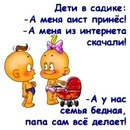 Дети в садике:
-А меня аист принёс!
-А меня из интернета
скачали!
-А у нас
семья бедная,
папа сам всё делает!